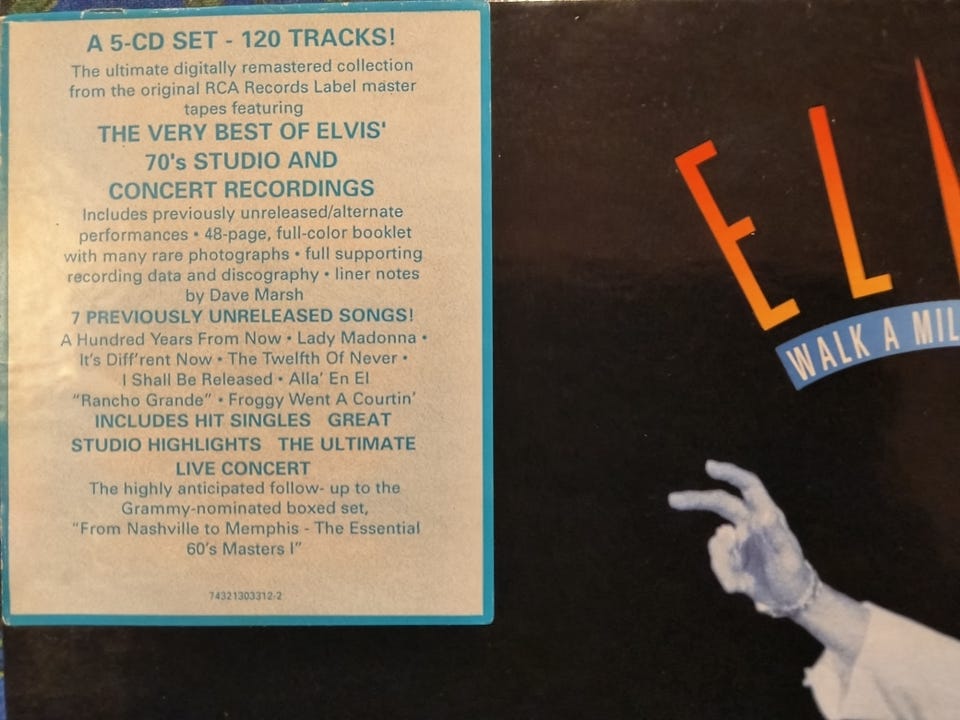 A 5-CD SET - 120 TRACKS!
The ultimate digitally remastered collection
from the original RCA Records Label master
tapes featuring
THE VERY BEST OF ELVIS'
70's STUDIO AND
CONCERT RECORDINGS
Includes previously unreleased/alternate
performances • 48-page, full-color booklet
with many rare photographs • full supporting
recording data and discography • liner notes
by Dave Marsh
7 PREVIOUSLY UNRELEASED SONGS!
A Hundred Years From Now • Lady Madonna •
It's Diff'rent Now • The Twelfth Of Never •
I Shall Be Released • Alla' En El
"Rancho Grande" • Froggy Went A Courtin'
INCLUDES HIT SINGLES GREAT
STUDIO HIGHLIGHTS THE ULTIMATE
LIVE CONCERT
The highly anticipated follow- up to the
Grammy-nominated boxed set,
"From Nashville to Memphis - The Essential
60's Masters I"
74321303312-2
EL
WALK A MIL